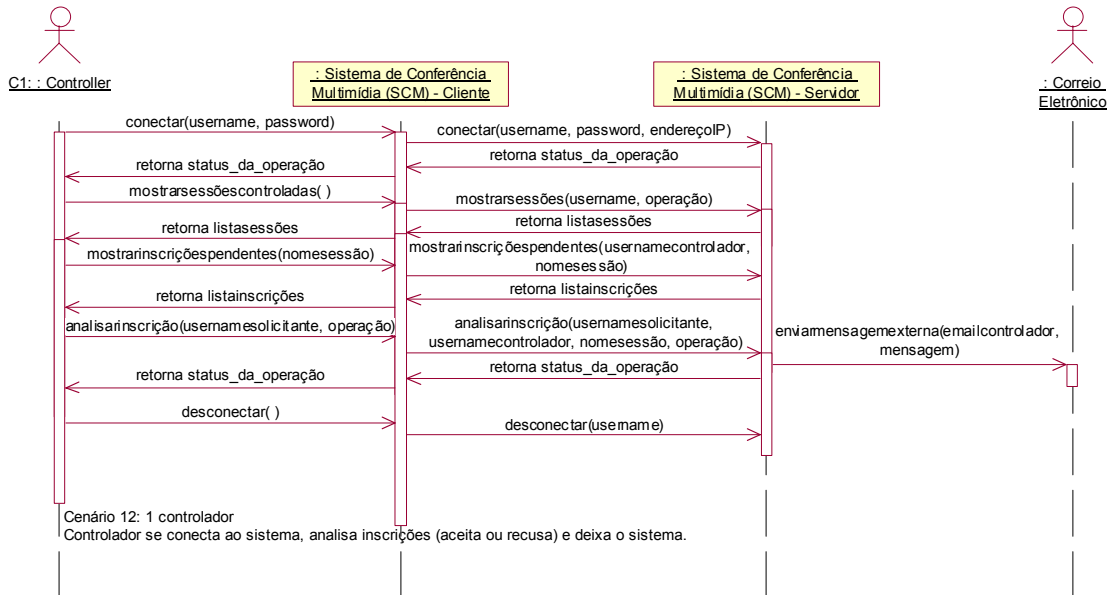 C1: : Controller
: Sistema de Conferência
Multimídia (SCM) - Cliente
: Sistema de Conferência
Multimídia (SCM) - Servidor
: Correio
Eletrônico
conectar(username, password)
conectar(username, password, endereçoIP)
retorna status_da_operação
retorna status_da_operação
mostrarsessõescontroladas( )
mostrarsessões(username, operação)
retorna listasessões
retorna listasessões
mostrarinscriçõespendentes(nomesessão)
mostrarinscriçõespendentes(usernamecontrolador,
nomesessão)
retorna listainscrições
retorna listainscrições
analisarinscrição(usernamesolicitante, operação)
analisarinscrição(usernamesolicitante,
usernamecontrolador, nomesessão, operação)
enviarmensagemexterna(emailcontrolador,
mensagem)
retorna status_da_operação
retorna status_da_operação
desconectar( )
desconectar(username)
Cenário 12: 1 controlador
Controlador se conecta ao sistema, analisa inscrições (aceita ou recusa) e deixa o sistema.